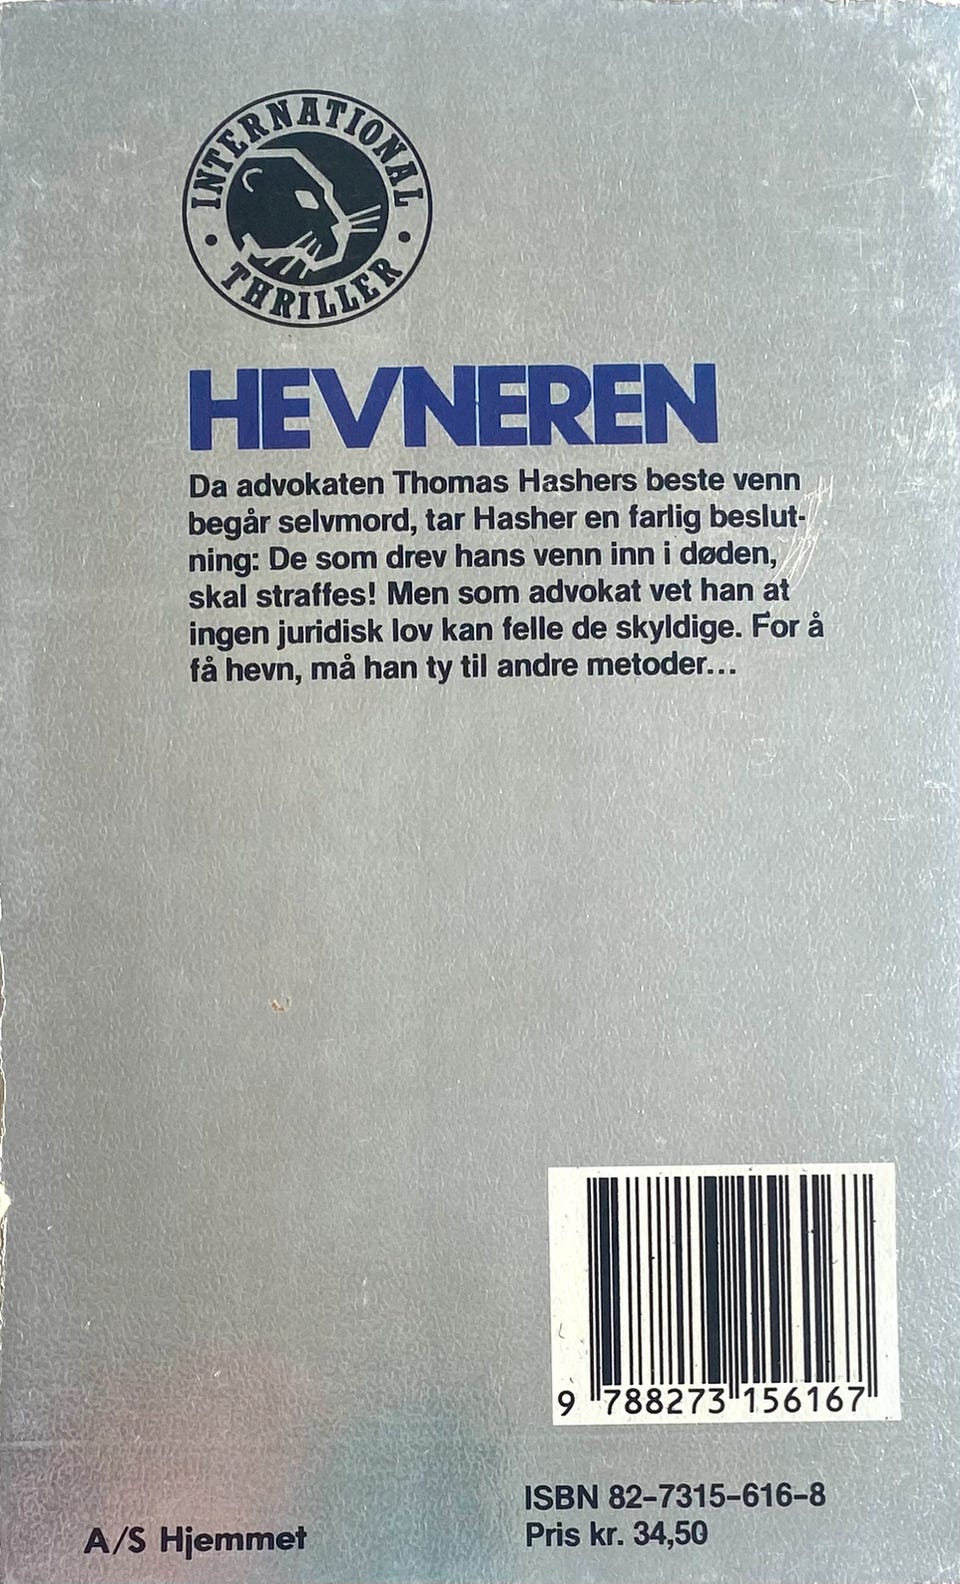 INTERNATIONAL
THRILLER
HEVNEREN
Da advokaten Thomas Hashers beste venn
begår selvmord, tar Hasher en farlig beslut-
ning: De som drev hans venn inn i døden,
skal straffes! Men som advokat vet han at
ingen juridisk lov kan felle de skyldige. For å
få hevn, må han ty til andre metoder...
9 788273 156167
ISBN 82-7315-616-8
Pris kr. 34,50
A/S Hjemmet